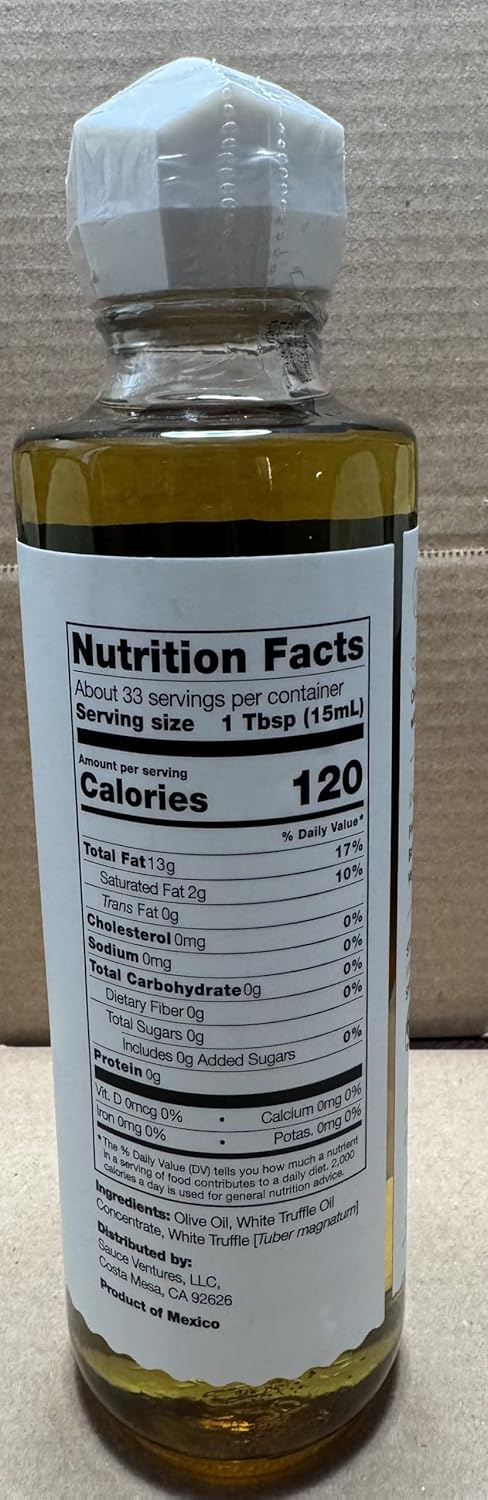 Nutrition Facts
About 33 servings per container
Serving size 1 Tbsp (15mL)
Amount per serving
Calories 120
% Daily Value*
Total Fat 13g 17%
Saturated Fat 2g 10%
Trans Fat 0g
Cholesterol 0mg 0%
Sodium 0mg 0%
Total Carbohydrate 0g 0%
Dietary Fiber 0g 0%
Total Sugars 0g
Includes 0g Added Sugars 0%
Protein 0g
Vit. D 0mcg 0% • Calcium 0mg 0%
Iron 0mg 0% • Potas. 0mg 0%
*The % Daily Value (DV) tells you how much a nutrient
in a serving of food contributes to a daily diet. 2,000
calories a day is used for general nutrition advice.
Ingredients: Olive Oil, White Truffle Oil
Concentrate, White Truffle [Tuber magnatum]
Distributed by:
Sauce Ventures, LLC,
Costa Mesa, CA 92626
Product of Mexico